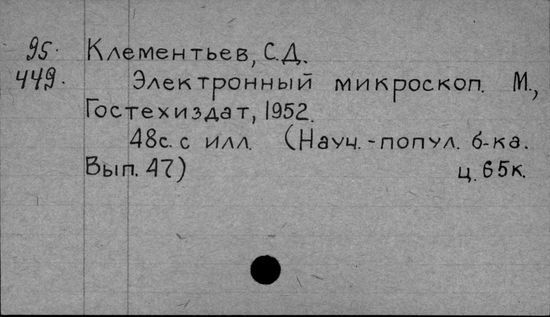 95. Клементьев, С.Д.
449. Электронный микроскоп. М.,
Гостехиздат, 1952.
48с. с илл. (Науч.-попул. б-ка.
Вып. 47) ц. 65к.